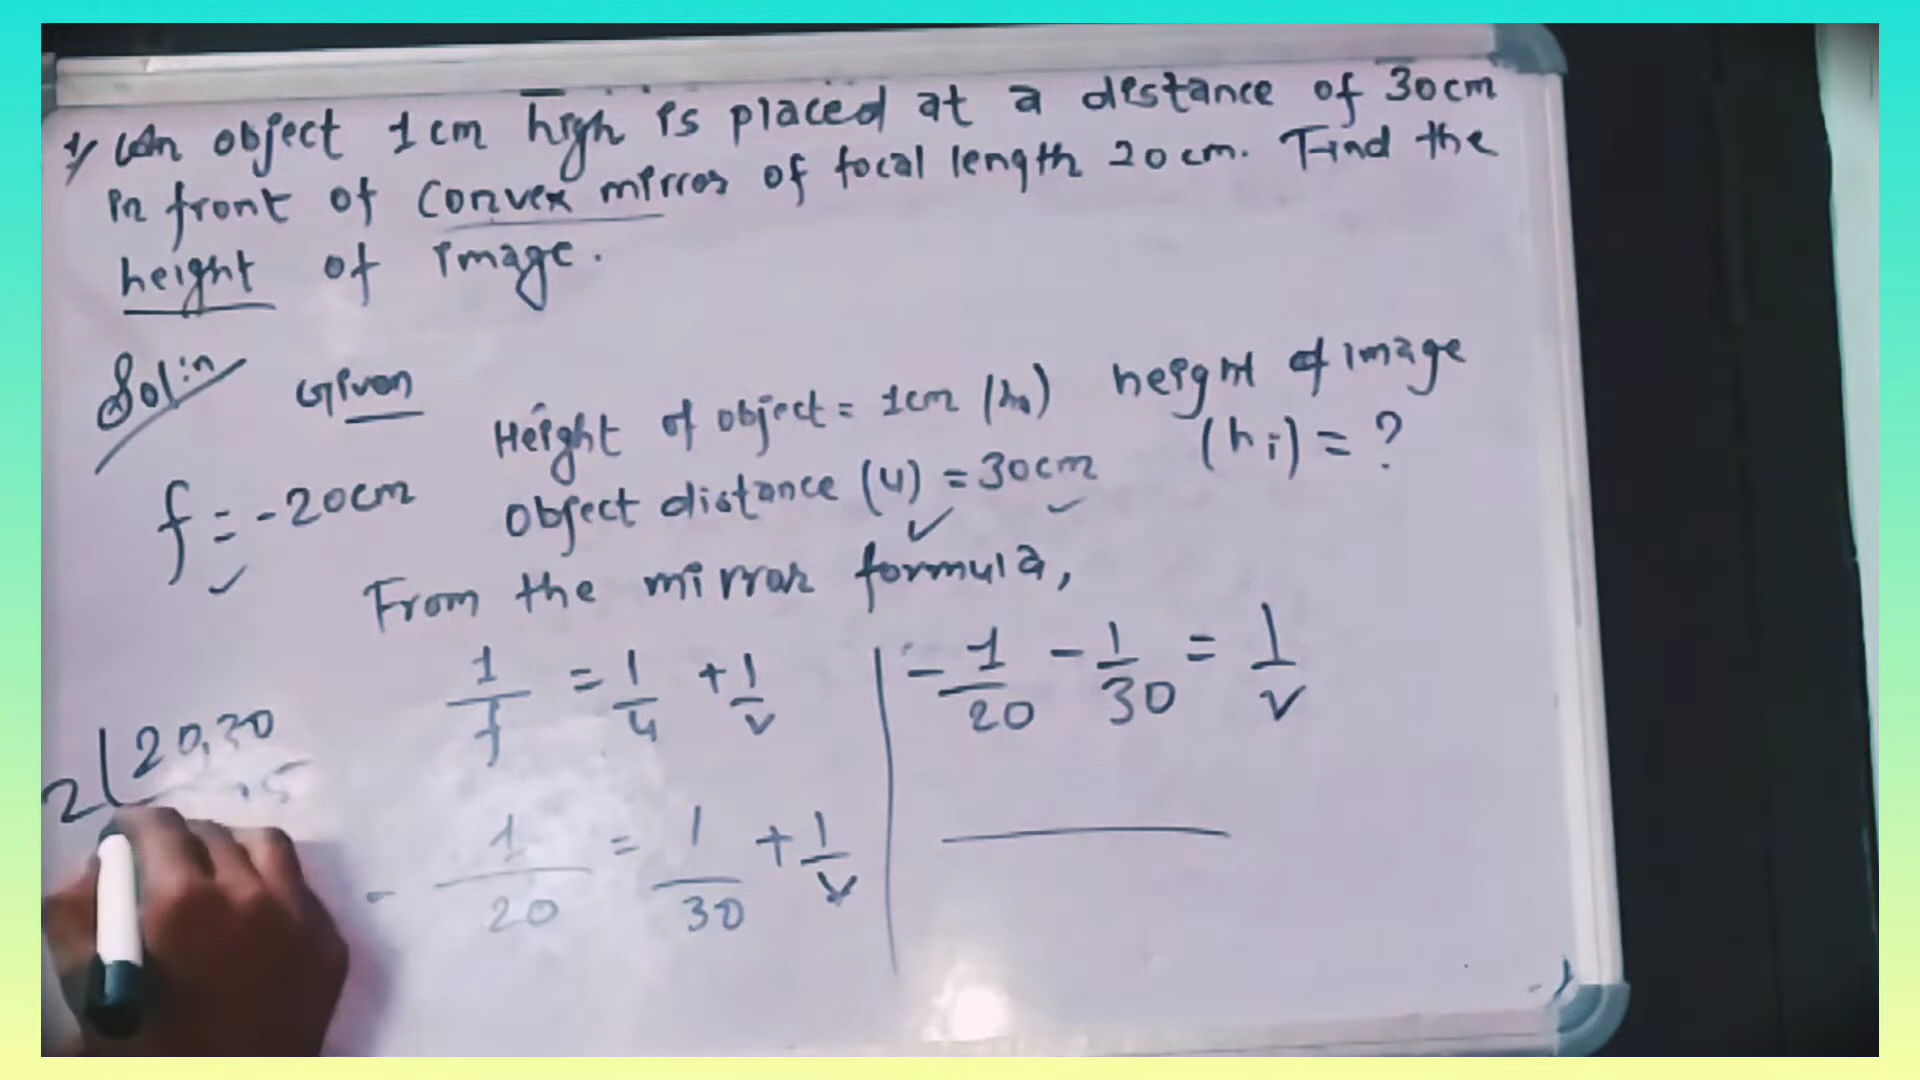 1) An object 1cm high is placed at a distance of 30cm
in front of convex mirror of focal length 20cm. Find the
height of image.
Sol:n Given
Height of object = 1cm (ho) height of image
(hi) = ?
f = -20cm
Object distance (u) = 30cm
From the mirror formula,
1/f = 1/u + 1/v
-1/20 - 1/30 = 1/v
2 | 20,30
- 1/20 = 1/30 + 1/v